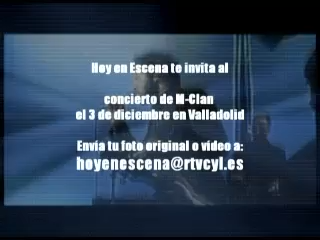 Hoy en Escena te invita al
concierto de M-Clan
el 3 de diciembre en Valladolid
Envía tu foto original o vídeo a:
hoyenescena@rtvcyl.es